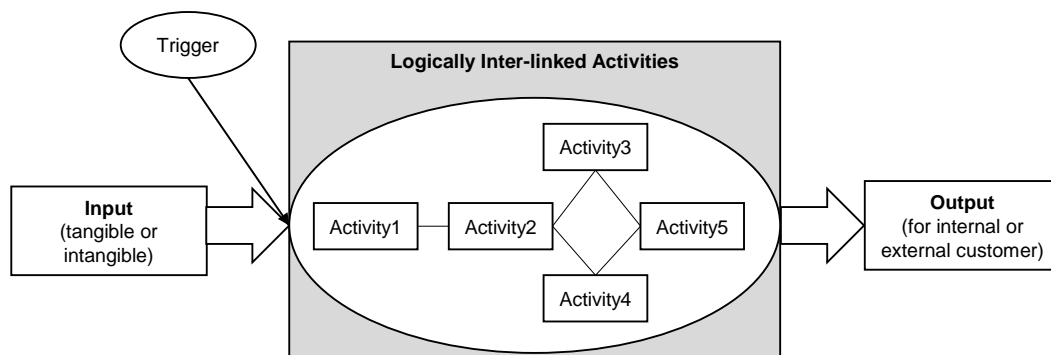 Trigger
Logically Inter-linked Activities
Activity3
Input
(tangible or
intangible)
Activity1
Activity2
Activity5
Activity4
Output
(for internal or
external customer)